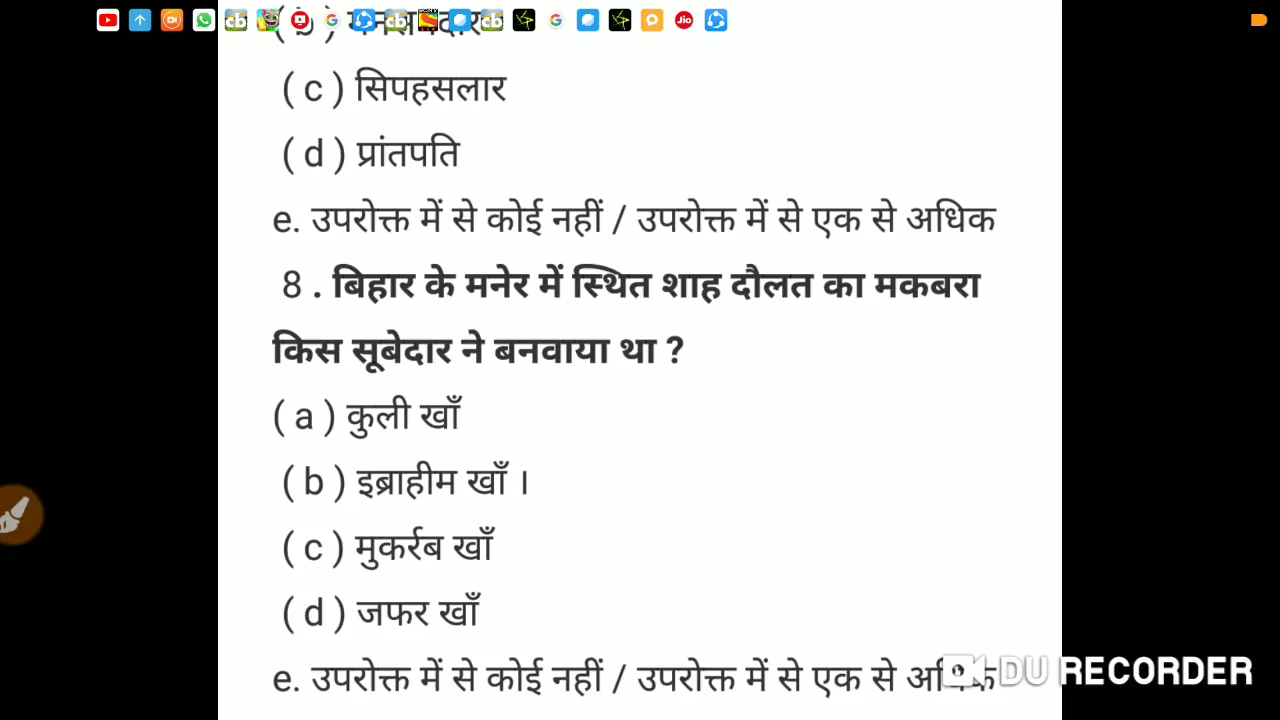 ( c ) सिपहसलार
( d ) प्रांतपति
e. उपरोक्त में से कोई नहीं / उपरोक्त में से एक से अधिक
8 . बिहार के मनेर में स्थित शाह दौलत का मकबरा
किस सूबेदार ने बनवाया था ?
( a ) कुली खाँ
( b ) इब्राहीम खाँ ।
( c ) मुकर्रब खाँ
( d ) जफर खाँ
e. उपरोक्त में से कोई नहीं / उपरोक्त में से एक से अधिक
DU RECORDER